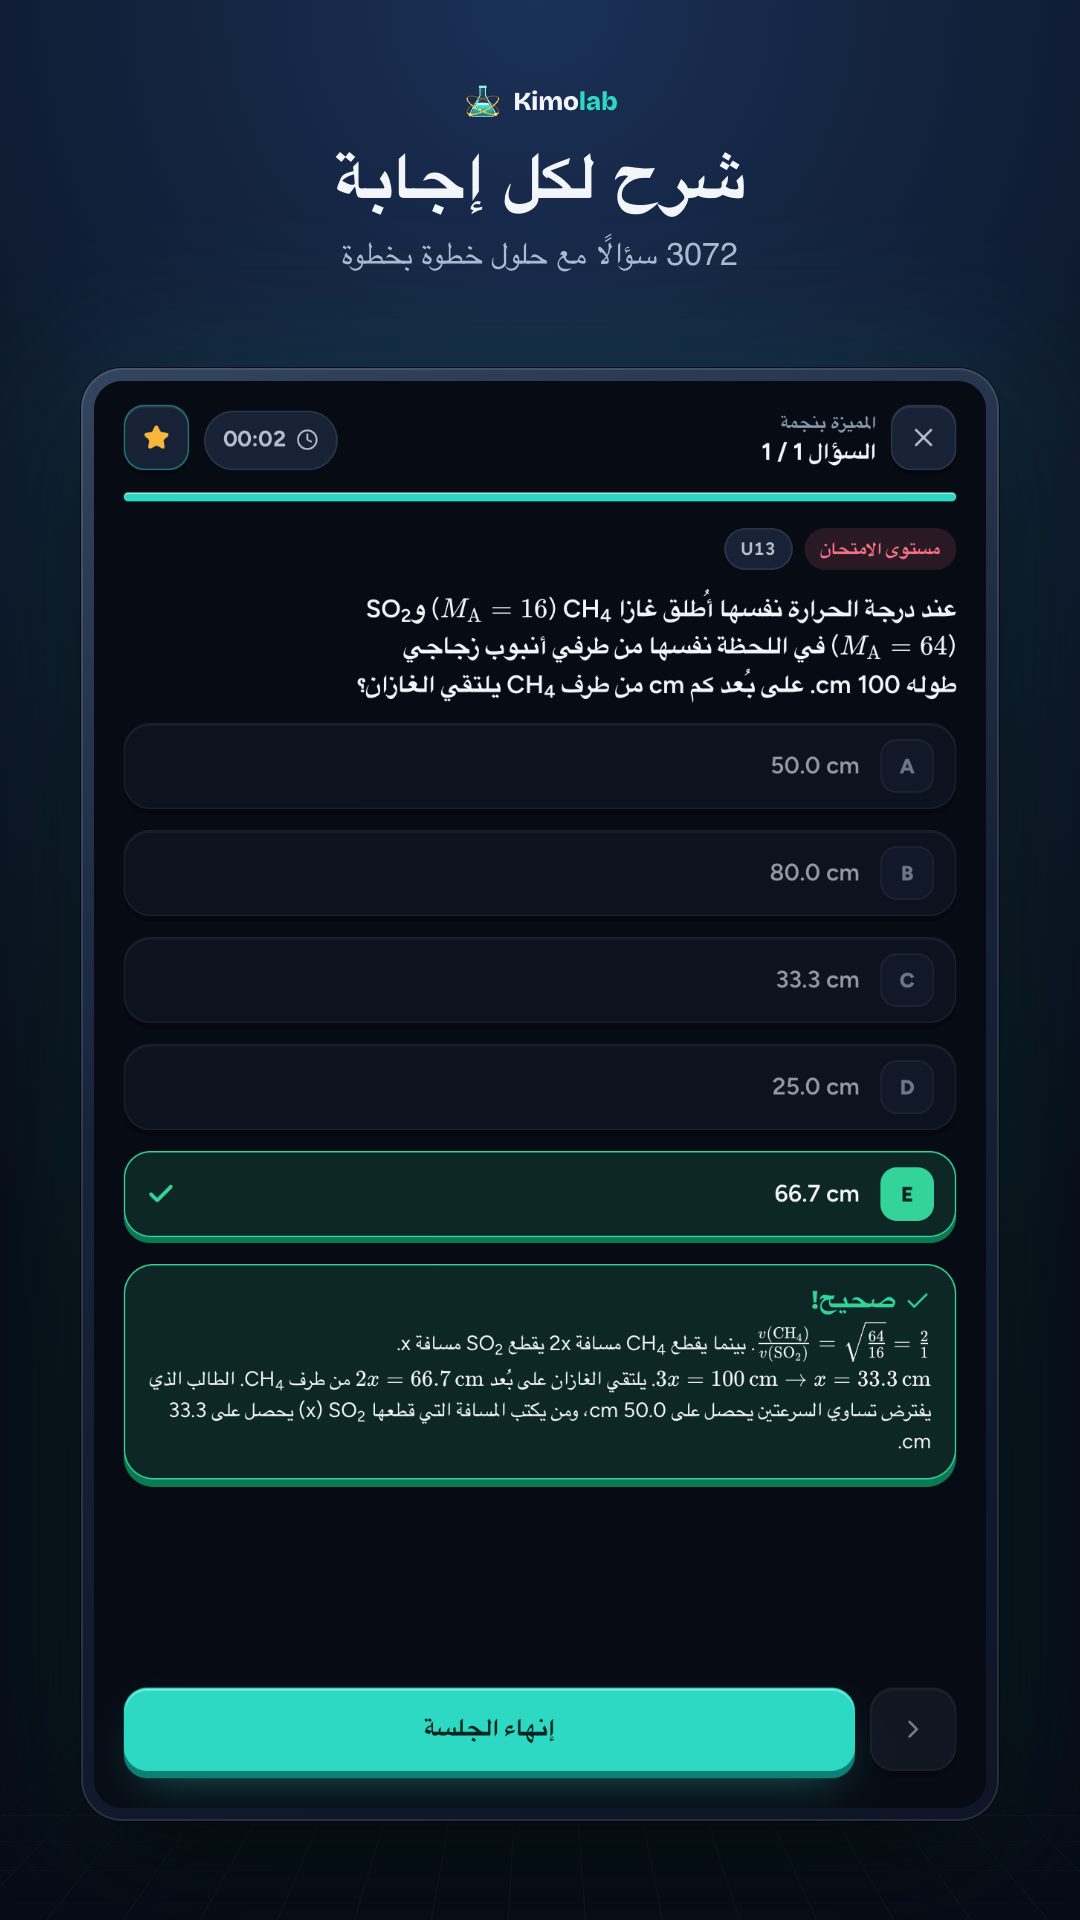 Kimolab
شرح لكل إجابة
3072 سؤالًا مع حلول خطوة بخطوة
المميزة بنجمة
السؤال 1 / 1
00:02
مستوى الامتحان
U13
عند درجة الحرارة نفسها أُطلق غازا CH₄ (M_A = 16) وSO₂
(M_A = 64) في اللحظة نفسها من طرفي أنبوب زجاجي
طوله 100 cm. على بُعد كم cm من طرف CH₄ يلتقي الغازان؟
A 50.0 cm
B 80.0 cm
C 33.3 cm
D 25.0 cm
E 66.7 cm
صحيح!
v(CH₄)/v(SO₂) = √(64/16) = 2/1. بينما يقطع CH₄ مسافة 2x يقطع SO₂ مسافة x.
3x = 100 cm → x = 33.3 cm. يلتقي الغازان على بُعد 2x = 66.7 cm من طرف CH₄. الطالب الذي
يفترض تساوي السرعتين يحصل على 50.0 cm، ومن يكتب المسافة التي قطعها SO₂ (x) يحصل على 33.3
cm.
إنهاء الجلسة